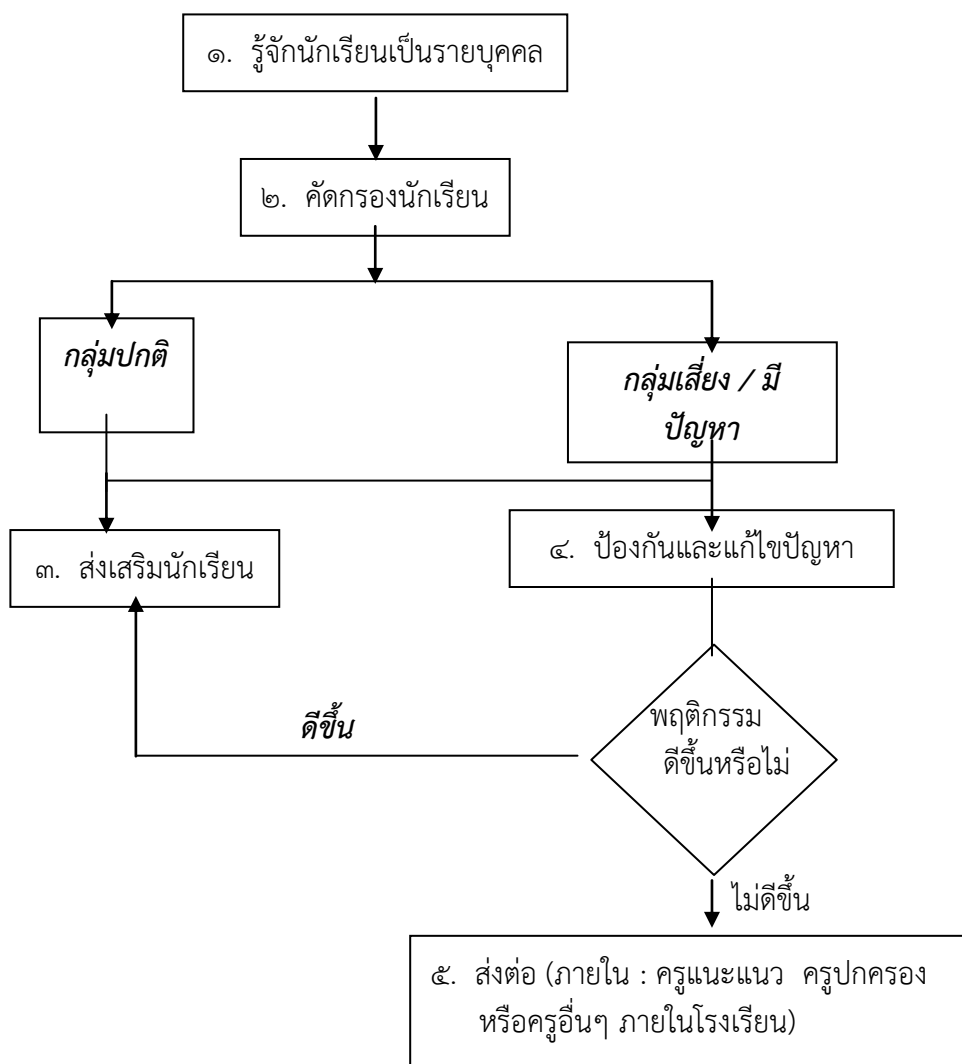 ๑. รู้จักนักเรียนเป็นรายบุคคล
๒. คัดกรองนักเรียน
กลุ่มปกติ
กลุ่มเสี่ยง / มี
ปัญหา
๓. ส่งเสริมนักเรียน
๔. ป้องกันและแก้ไขปัญหา
พฤติกรรม
ดีขึ้นหรือไม่
ดีขึ้น
ไม่ดีขึ้น
๕. ส่งต่อ (ภายใน : ครูแนะแนว ครูปกครอง
หรือครูอื่นๆ ภายในโรงเรียน)